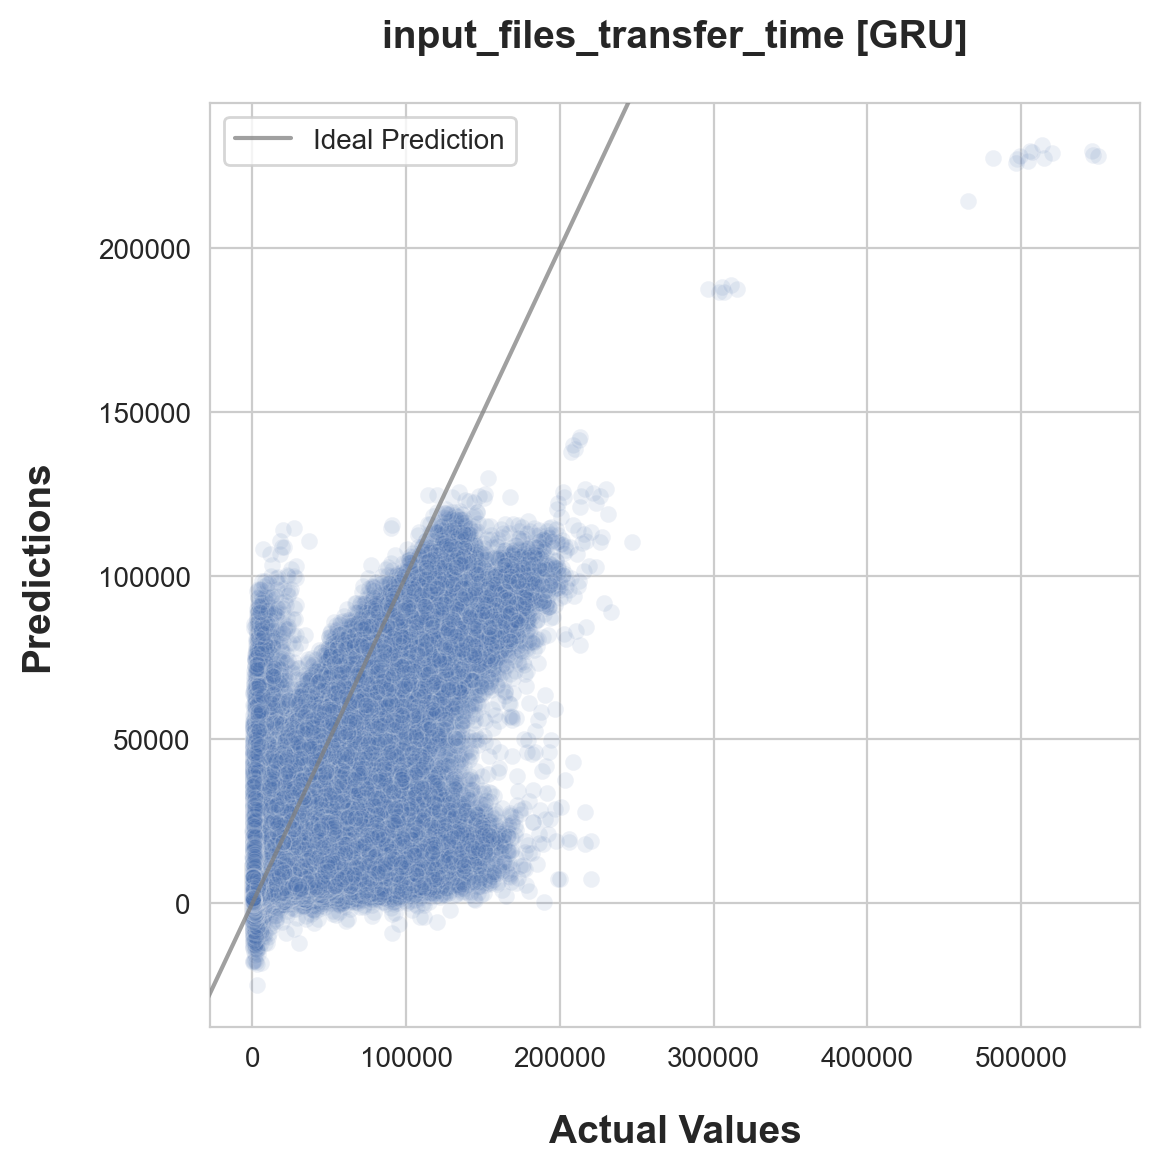 input_files_transfer_time [GRU]
Ideal Prediction
200000
150000
100000
50000
0
Predictions
0 100000 200000 300000 400000 500000
Actual Values